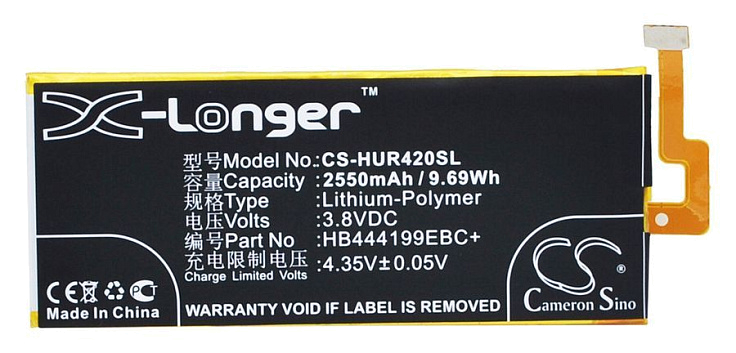 X-Longer™
型号Model No.: CS-HUR420SL
容量Capacity: 2550mAh / 9.69Wh
规格Type: Lithium-Polymer
电压Volts: 3.8VDC
编号Part No.: HB444199EBC+
充电限制电压 Charge Limited Volts: 4.35V± 0.05V
CE PCT
Made In China
WARRANTY VOID IF LABEL IS REMOVED
CS
®
Cameron Sino